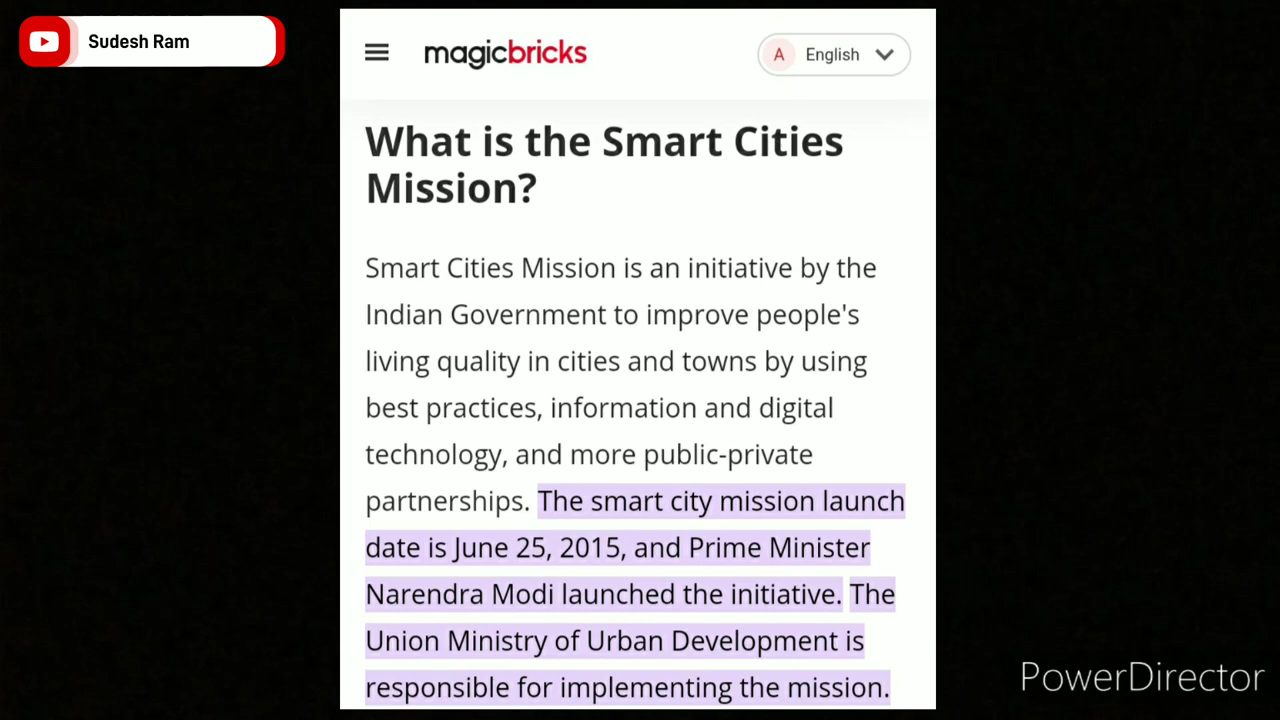 Sudesh Ram
magicbricks
A English
What is the Smart Cities
Mission?
Smart Cities Mission is an initiative by the
Indian Government to improve people's
living quality in cities and towns by using
best practices, information and digital
technology, and more public-private
partnerships. The smart city mission launch
date is June 25, 2015, and Prime Minister
Narendra Modi launched the initiative. The
Union Ministry of Urban Development is
responsible for implementing the mission.
PowerDirector